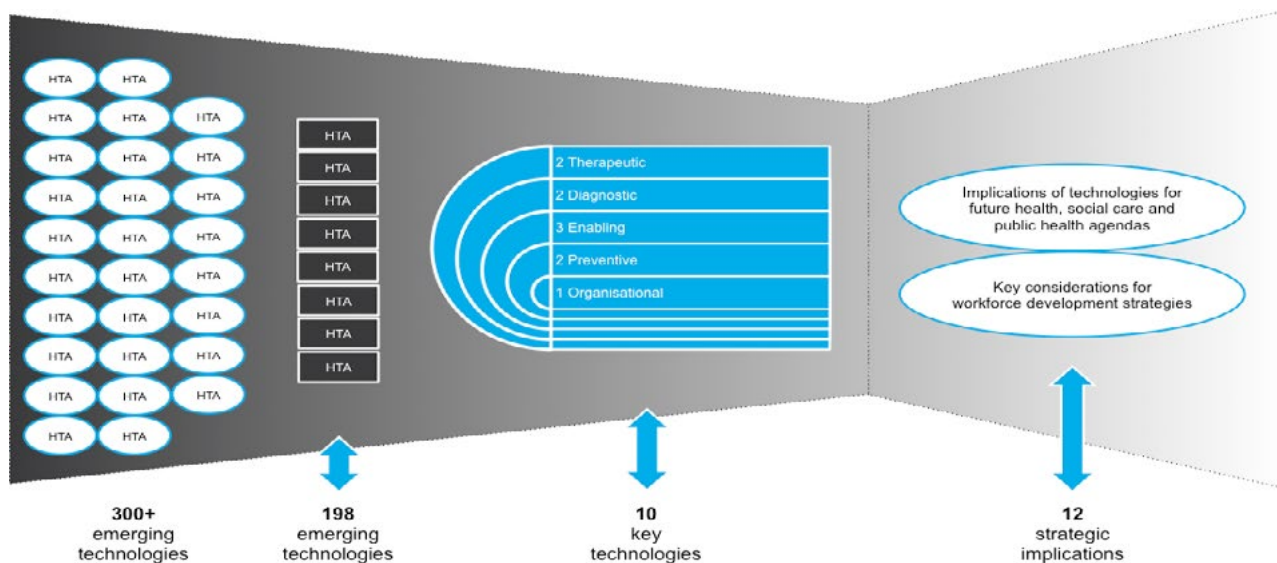 HTA HTA
HTA HTA HTA
HTA HTA HTA
HTA HTA HTA
HTA HTA HTA
HTA HTA HTA
HTA HTA HTA
HTA HTA HTA
HTA HTA HTA
HTA HTA
HTA
HTA
HTA
HTA
HTA
HTA
HTA
HTA
2 Therapeutic
2 Diagnostic
3 Enabling
2 Preventive
1 Organisational
Implications of technologies for
future health, social care and
public health agendas
Key considerations for
workforce development strategies
300+
emerging
technologies
198
emerging
technologies
10
key
technologies
12
strategic
implications